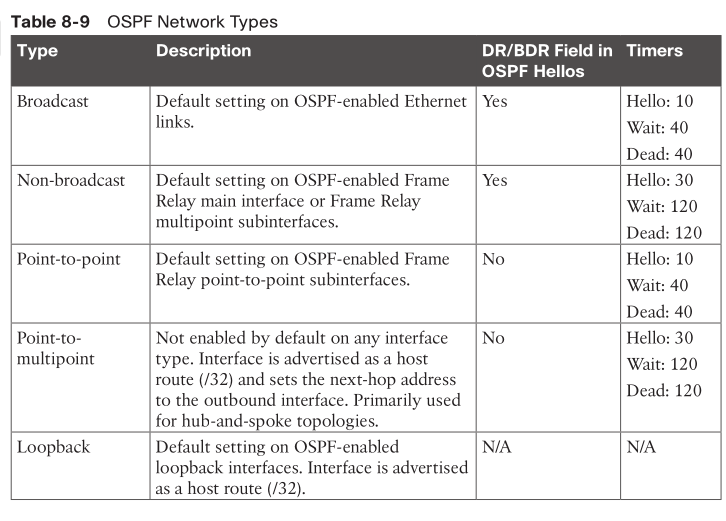 Table 8-9 OSPF Network Types
Type Description DR/BDR Field in OSPF Hellos Timers
Broadcast Default setting on OSPF-enabled Ethernet Yes Hello: 10
links. Wait: 40
Dead: 40
Non-broadcast Default setting on OSPF-enabled Frame Yes Hello: 30
Relay main interface or Frame Relay Wait: 120
multipoint subinterfaces. Dead: 120
Point-to-point Default setting on OSPF-enabled Frame No Hello: 10
Relay point-to-point subinterfaces. Wait: 40
Dead: 40
Point-to- Not enabled by default on any interface No Hello: 30
multipoint type. Interface is advertised as a host Wait: 120
route (/32) and sets the next-hop address Dead: 120
to the outbound interface. Primarily used
for hub-and-spoke topologies.
Loopback Default setting on OSPF-enabled N/A N/A
loopback interfaces. Interface is advertised
as a host route (/32).